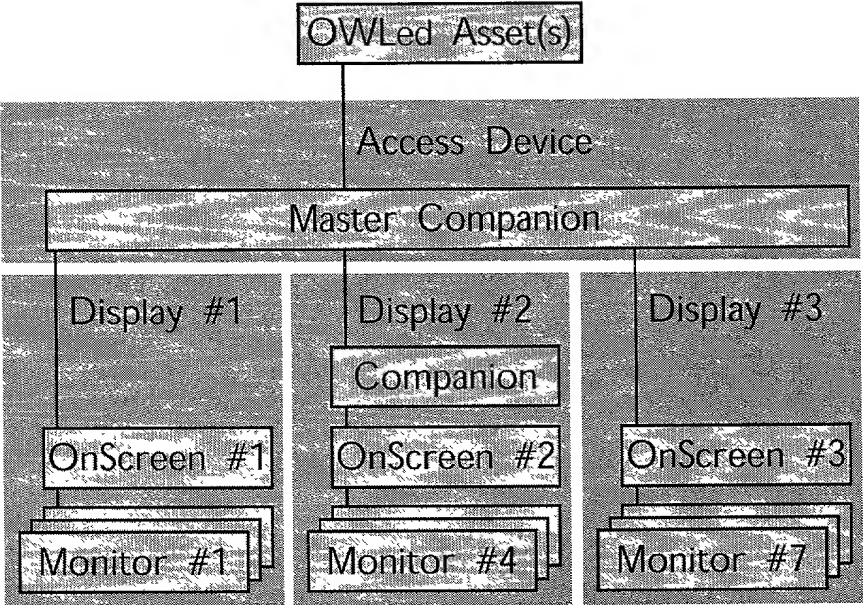 OWLed Asset(s)
Access Device
Master Companion
Display #1
Display #2
Display #3
Companion
OnScreen #1
OnScreen #2
OnScreen #3
Monitor #1
Monitor #4
Monitor #7